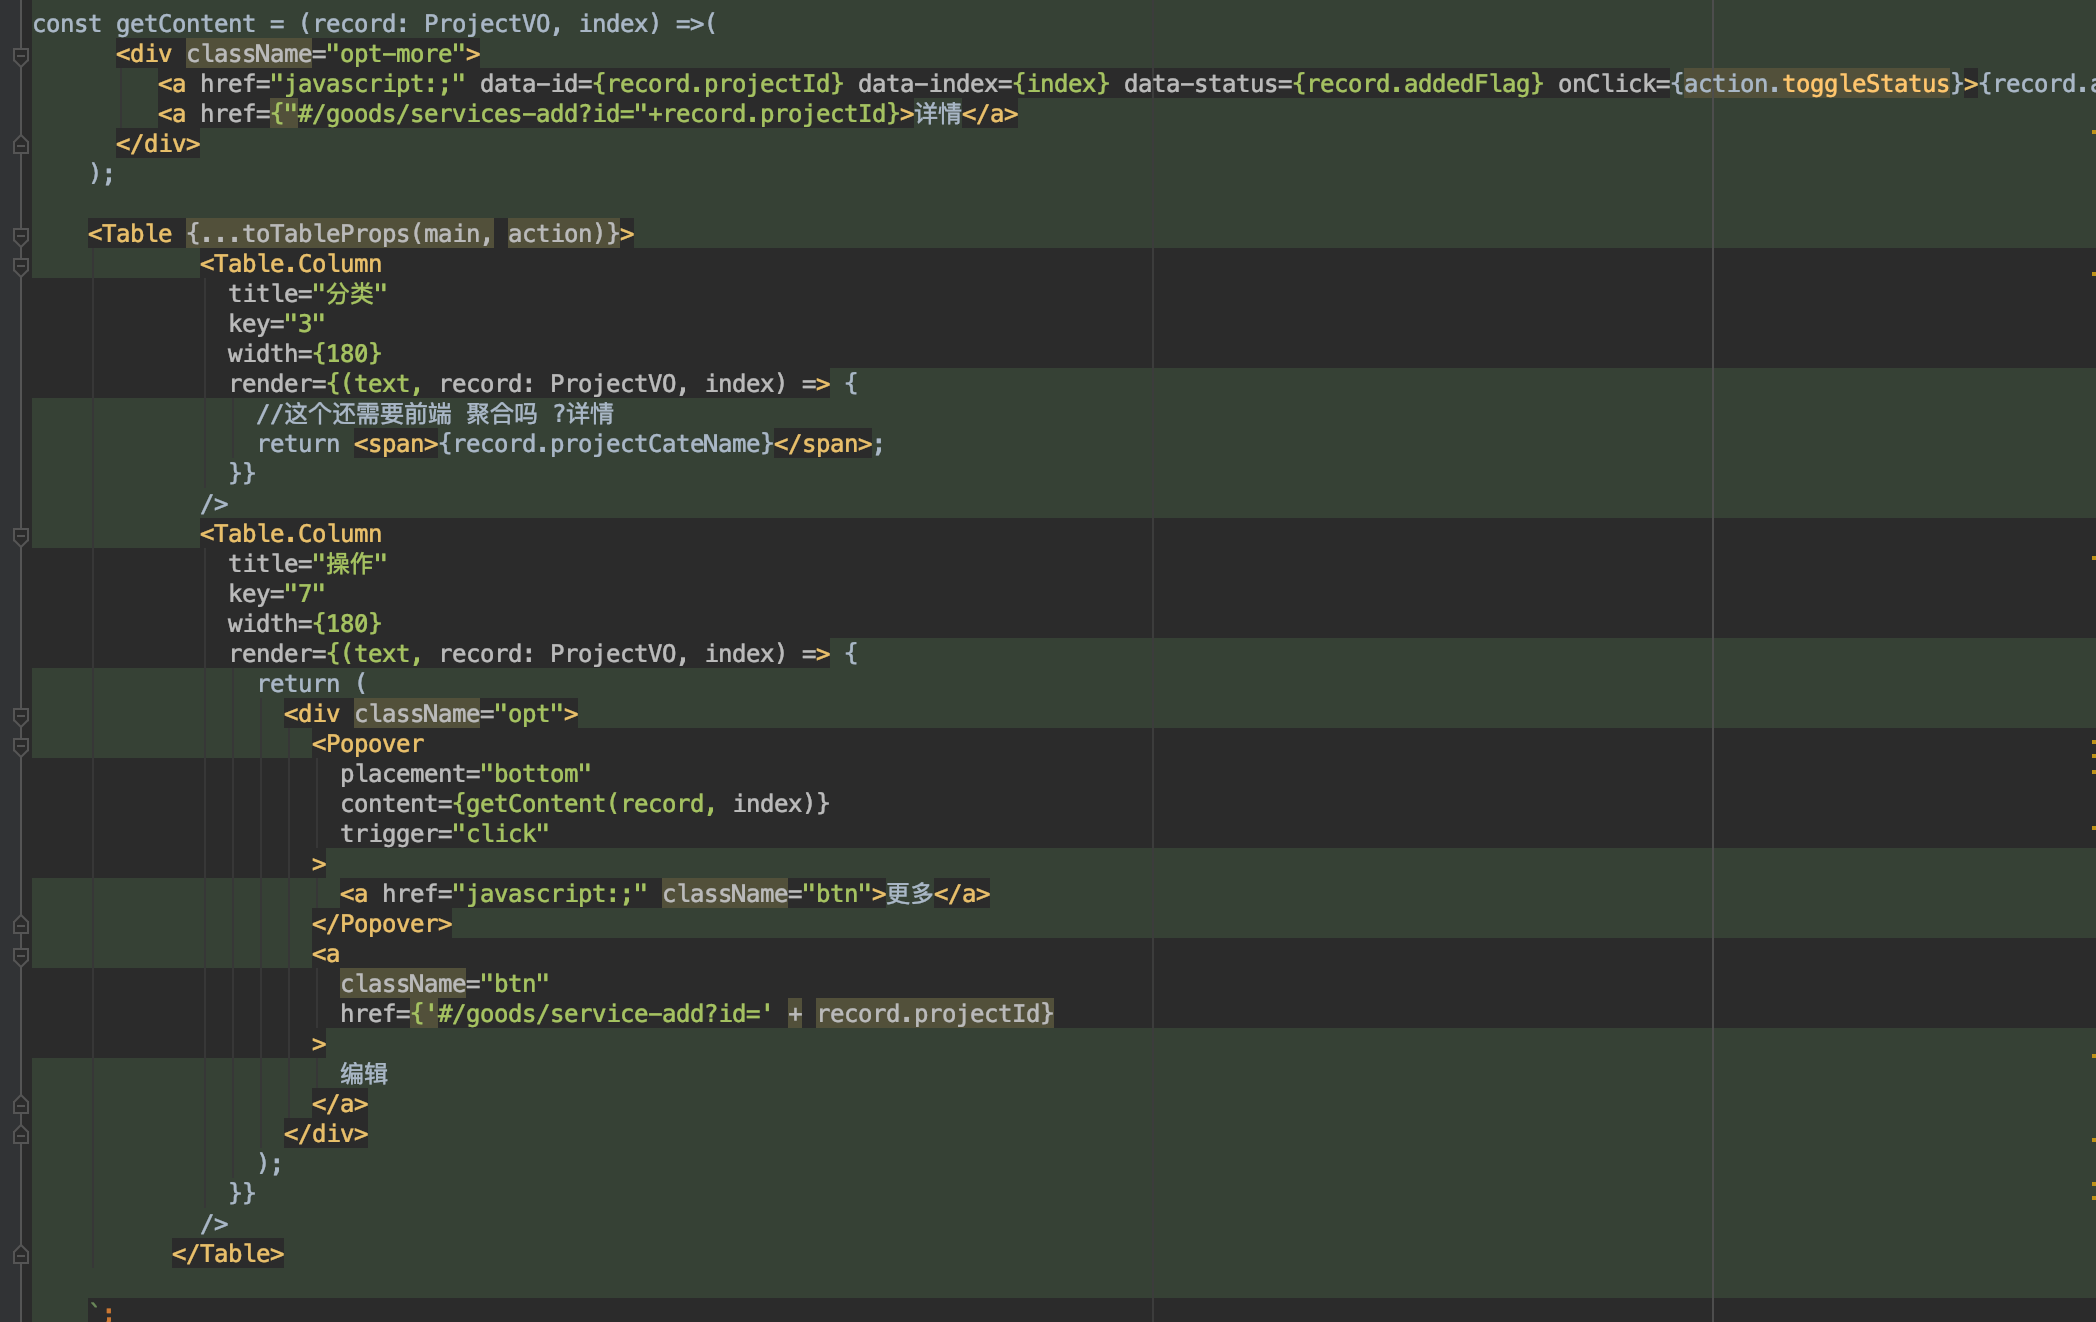 const getContent = (record: ProjectVO, index) =>(
<div className="opt-more">
<a href="javascript:;" data-id={record.projectId} data-index={index} data-status={record.addedFlag} onClick={action.toggleStatus}>{record.a
<a href={"#/goods/services-add?id="+record.projectId}>详情</a>
</div>
);
<Table {...toTableProps(main, action)}>
<Table.Column
title="分类"
key="3"
width={180}
render={(text, record: ProjectVO, index) => {
//这个还需要前端 聚合吗 ?详情
return <span>{record.projectCateName}</span>;
}}
/>
<Table.Column
title="操作"
key="7"
width={180}
render={(text, record: ProjectVO, index) => {
return (
<div className="opt">
<Popover
placement="bottom"
content={getContent(record, index)}
trigger="click"
>
<a href="javascript:;" className="btn">更多</a>
</Popover>
<a
className="btn"
href={'#/goods/service-add?id=' + record.projectId}
>
编辑
</a>
</div>
);
}}
/>
</Table>
`;